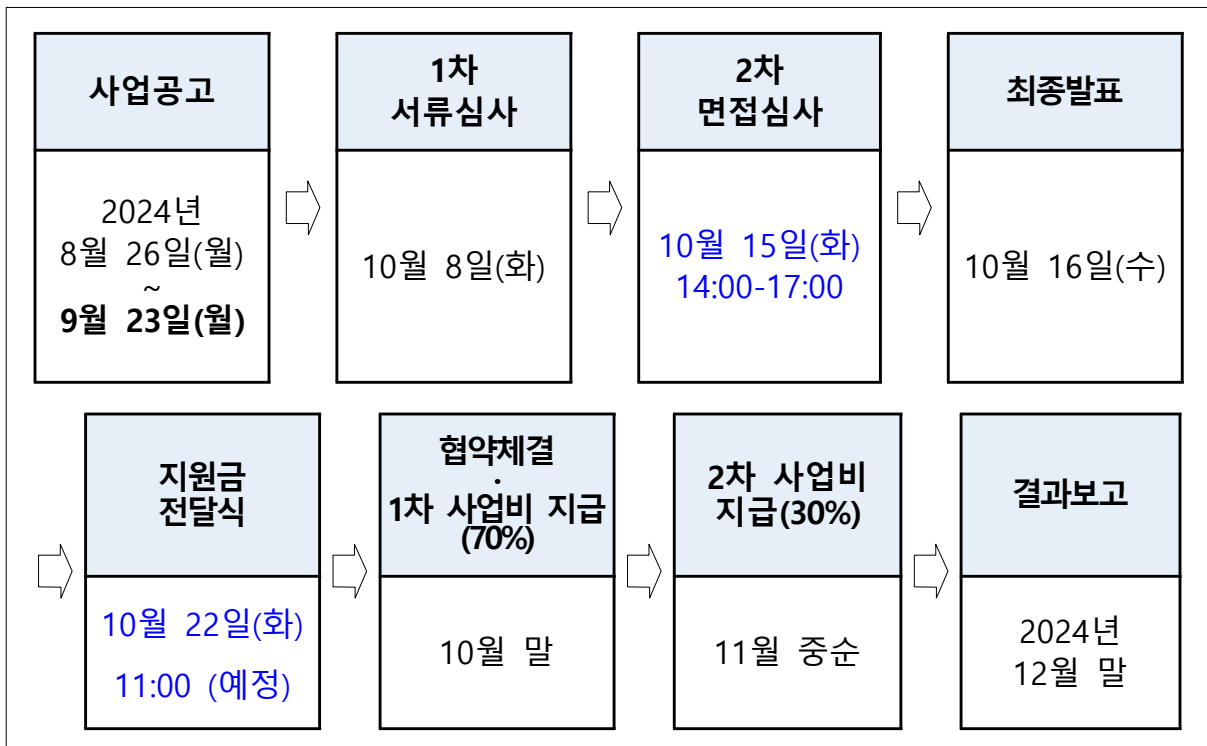 사업공고
2024년
8월 26일(월)
~
9월 23일(월)
1차
서류심사
10월 8일(화)
2차
면접심사
10월 15일(화)
14:00-17:00
최종발표
10월 16일(수)
지원금
전달식
10월 22일(화)
11:00 (예정)
협약체결
·
1차 사업비 지급
(70%)
10월 말
2차 사업비
지급(30%)
11월 중순
결과보고
2024년
12월 말